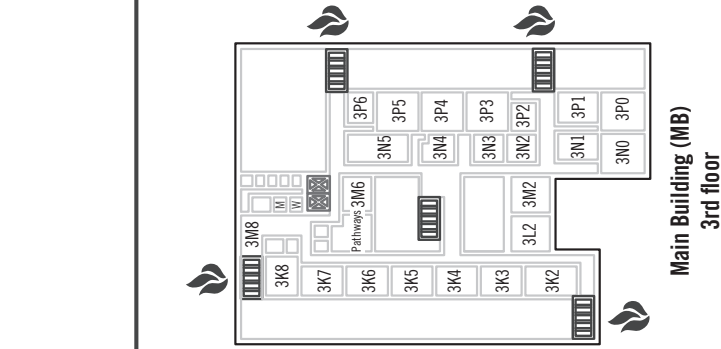 Main Building (MB)
3rd floor
3P6
3P5
3P4
3P3
3P2
3P1
3P0
3N5
3N4
3N3
3N2
3N1
3N0
M
W
3M8
Pathways 3M6
3M2
3L2
3K8
3K7
3K6
3K5
3K4
3K3
3K2